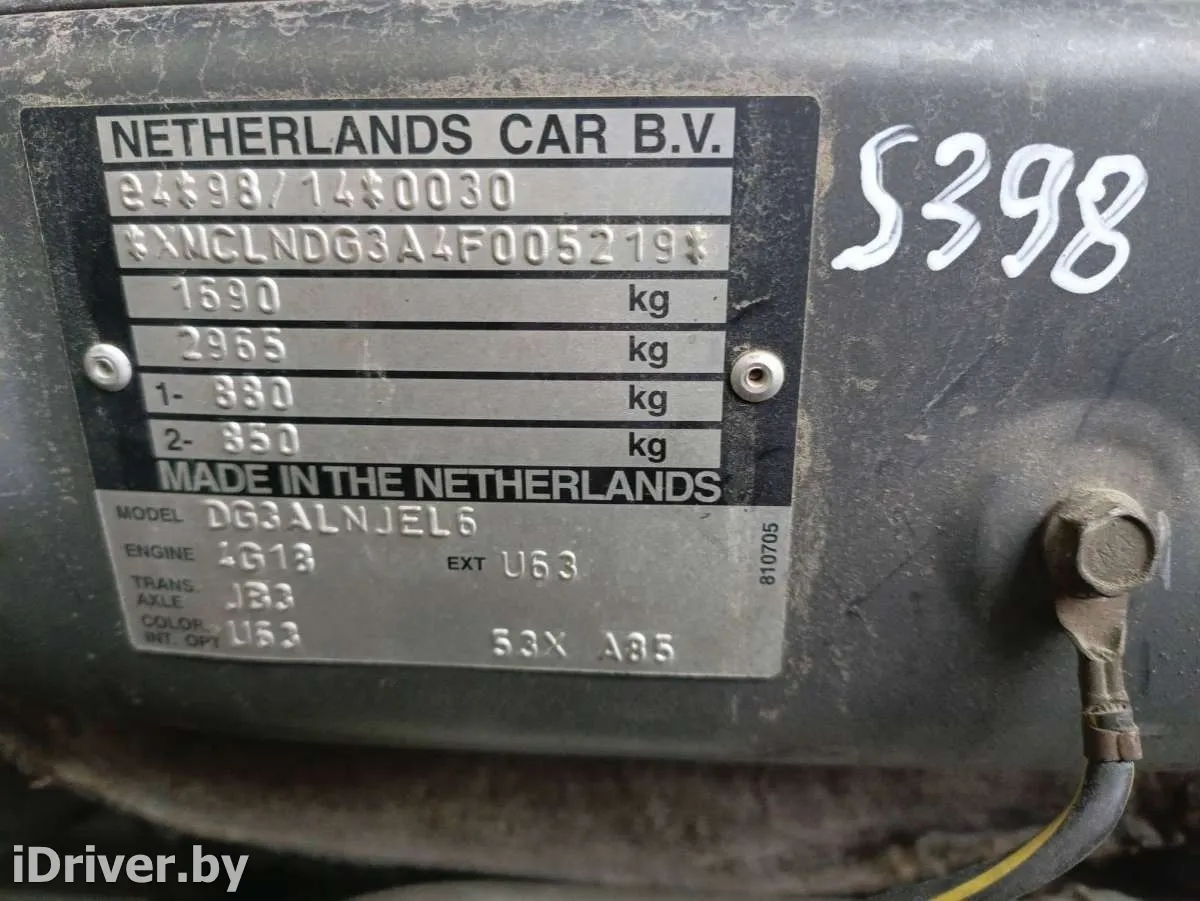 NETHERLANDS CAR B.V.
e4*98/14*0030
*XMCLNDG3A4F005219*
1690 kg
2965 kg
1- 880 kg
2- 850 kg
MADE IN THE NETHERLANDS
MODEL DG3ALNJEL6
ENGINE 4G18 EXT U63
TRANS. AXLE JB3
COLOR INT. OPT U63 53X A85
810705
5398
iDriver.by